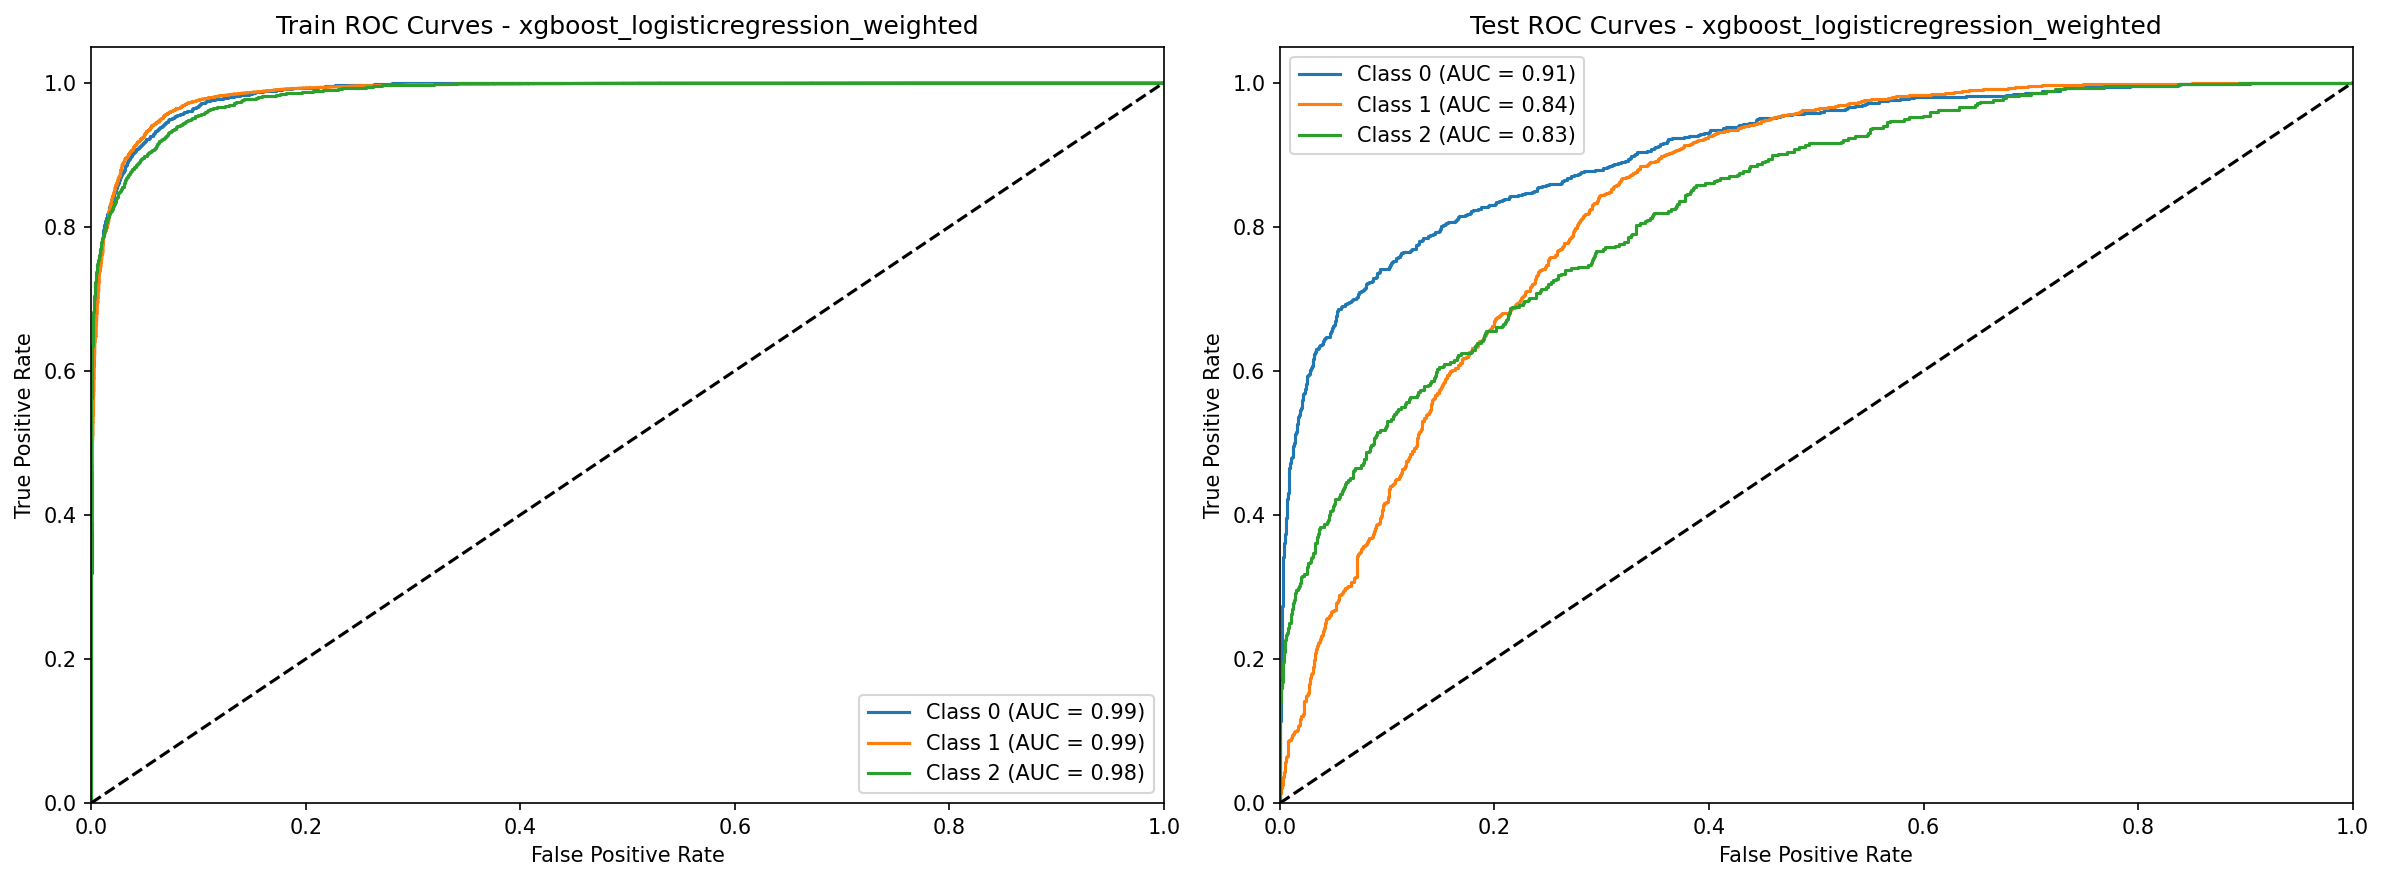 Train ROC Curves - xgboost_logisticregression_weighted
True Positive Rate
1.0
0.8
0.6
0.4
0.2
0.0
Class 0 (AUC = 0.99)
Class 1 (AUC = 0.99)
Class 2 (AUC = 0.98)
0.0 0.2 0.4 0.6 0.8 1.0
False Positive Rate
Test ROC Curves - xgboost_logisticregression_weighted
True Positive Rate
1.0
0.8
0.6
0.4
0.2
0.0
Class 0 (AUC = 0.91)
Class 1 (AUC = 0.84)
Class 2 (AUC = 0.83)
0.0 0.2 0.4 0.6 0.8 1.0
False Positive Rate